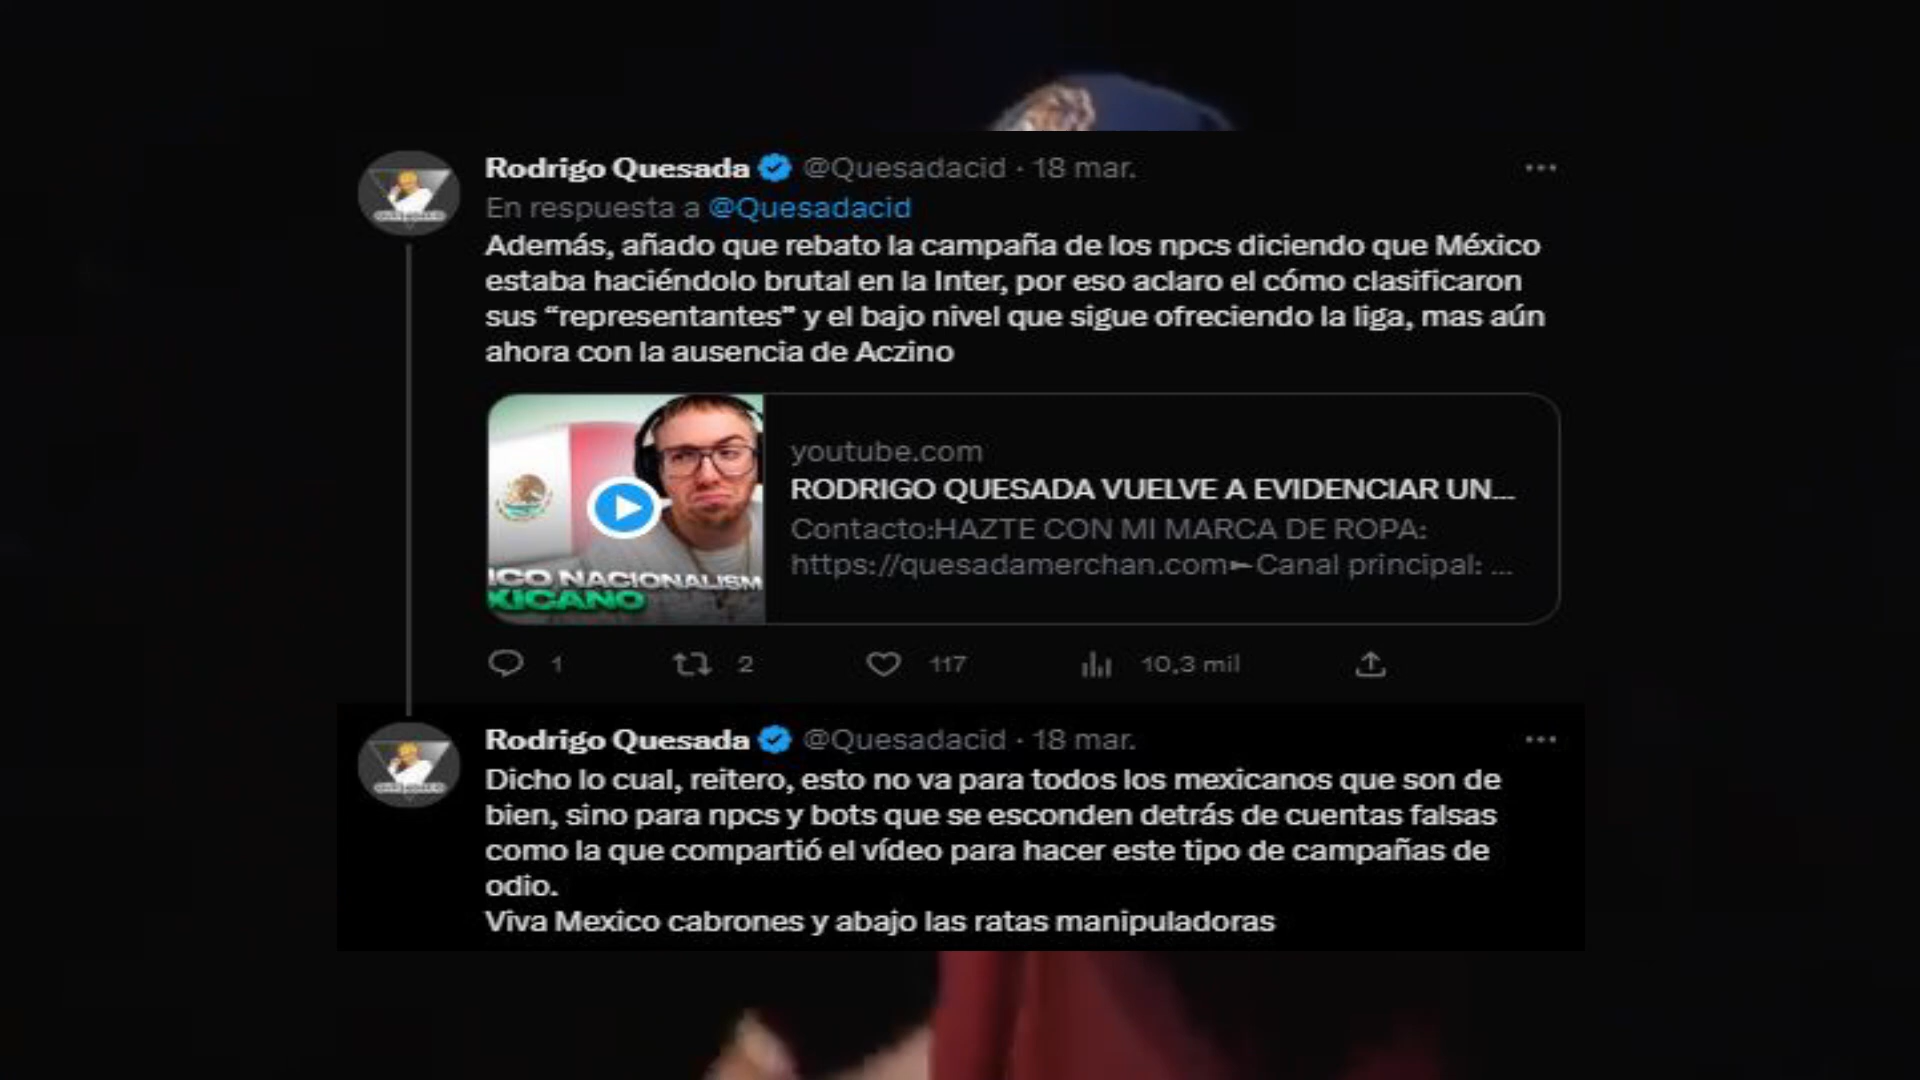 Rodrigo Quesada @Quesadacid · 18 mar.
En respuesta a @Quesadacid
Además, añado que rebato la campaña de los npcs diciendo que México
estaba haciéndolo brutal en la Inter, por eso aclaro el cómo clasificaron
sus “representantes” y el bajo nivel que sigue ofreciendo la liga, mas aún
ahora con la ausencia de Aczino
ICO NACIONALISM
XICANO
youtube.com
RODRIGO QUESADA VUELVE A EVIDENCIAR UN...
Contacto:HAZTE CON MI MARCA DE ROPA:
https://quesadamerchan.com►Canal principal: ...
1 2 117 10,3 mil
Rodrigo Quesada @Quesadacid · 18 mar.
Dicho lo cual, reitero, esto no va para todos los mexicanos que son de
bien, sino para npcs y bots que se esconden detrás de cuentas falsas
como la que compartió el vídeo para hacer este tipo de campañas de
odio.
Viva Mexico cabrones y abajo las ratas manipuladoras